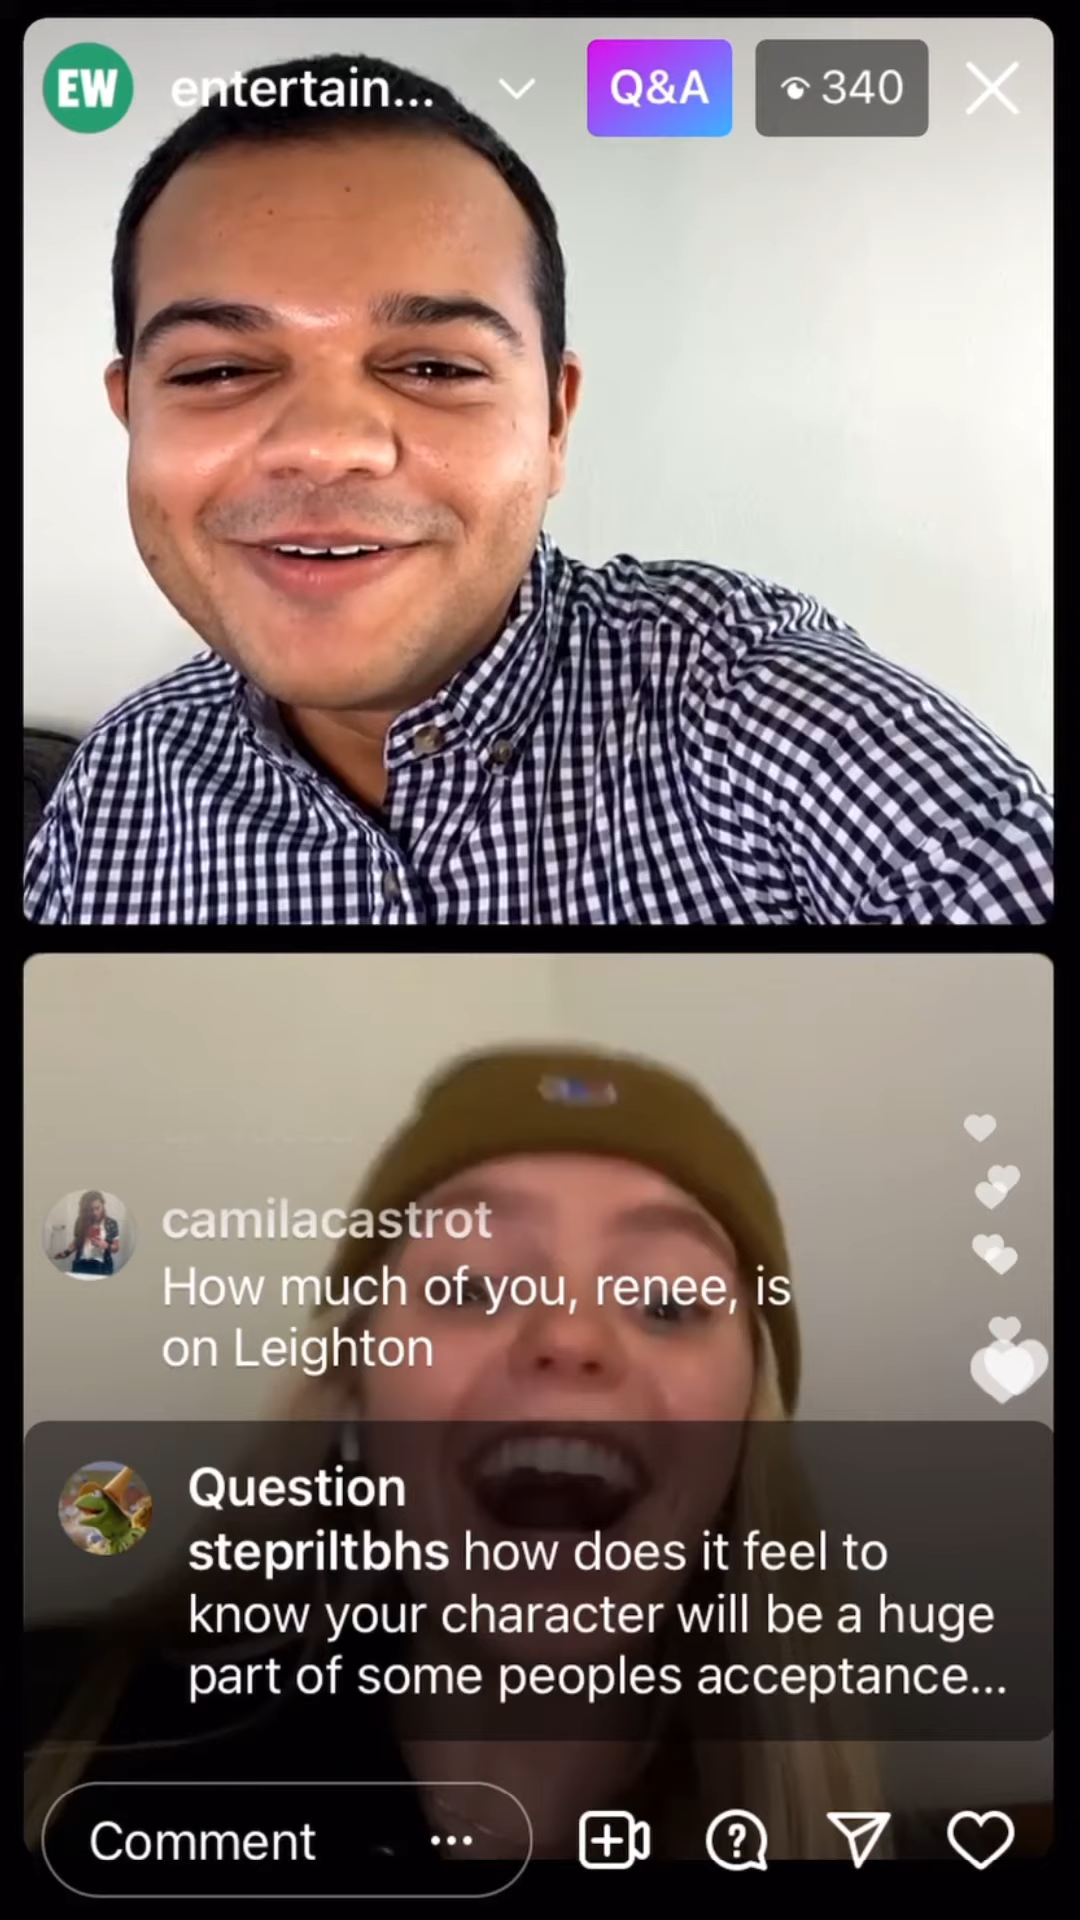 EW entertain... Q&A 340
camilacastrot
How much of you, renee, is
on Leighton
Question
stepriltbhs how does it feel to
know your character will be a huge
part of some peoples acceptance...
Comment